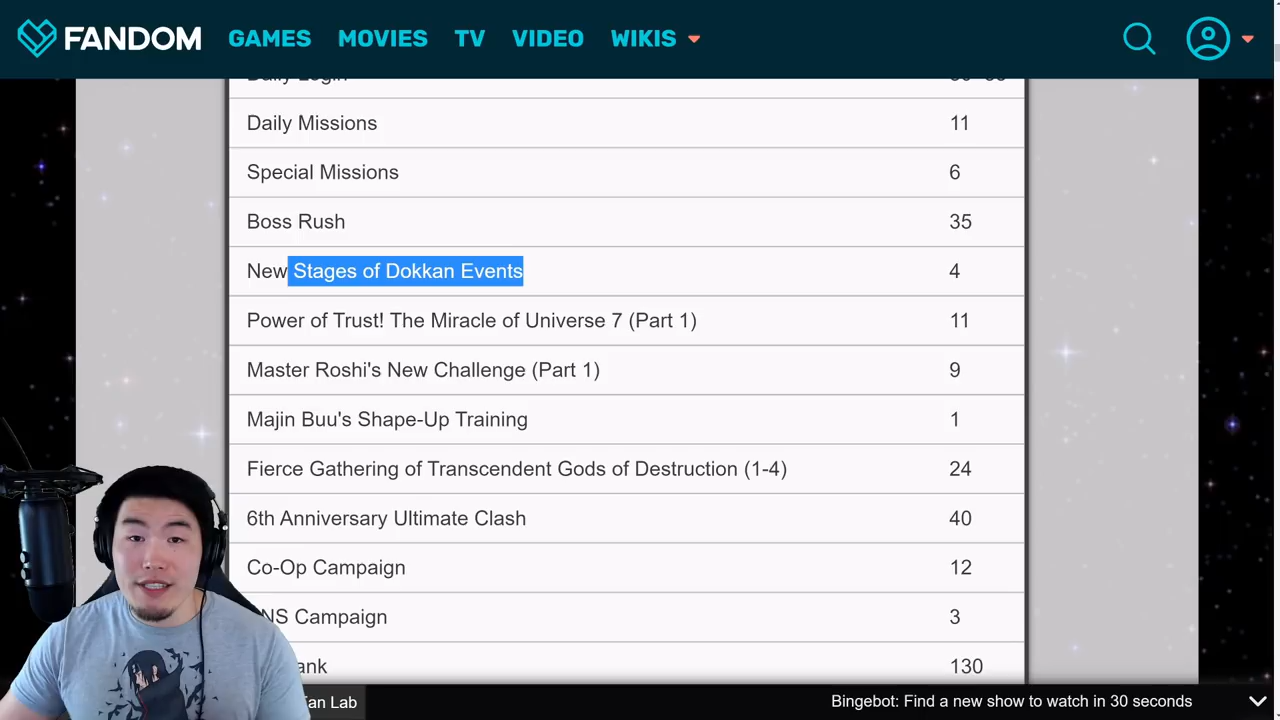 FANDOM GAMES MOVIES TV VIDEO WIKIS
Daily Login
Daily Missions 11
Special Missions 6
Boss Rush 35
New Stages of Dokkan Events 4
Power of Trust! The Miracle of Universe 7 (Part 1) 11
Master Roshi's New Challenge (Part 1) 9
Majin Buu's Shape-Up Training 1
Fierce Gathering of Transcendent Gods of Destruction (1-4) 24
6th Anniversary Ultimate Clash 40
Co-Op Campaign 12
Campaign 3
130
Lab Bingebot: Find a new show to watch in 30 seconds